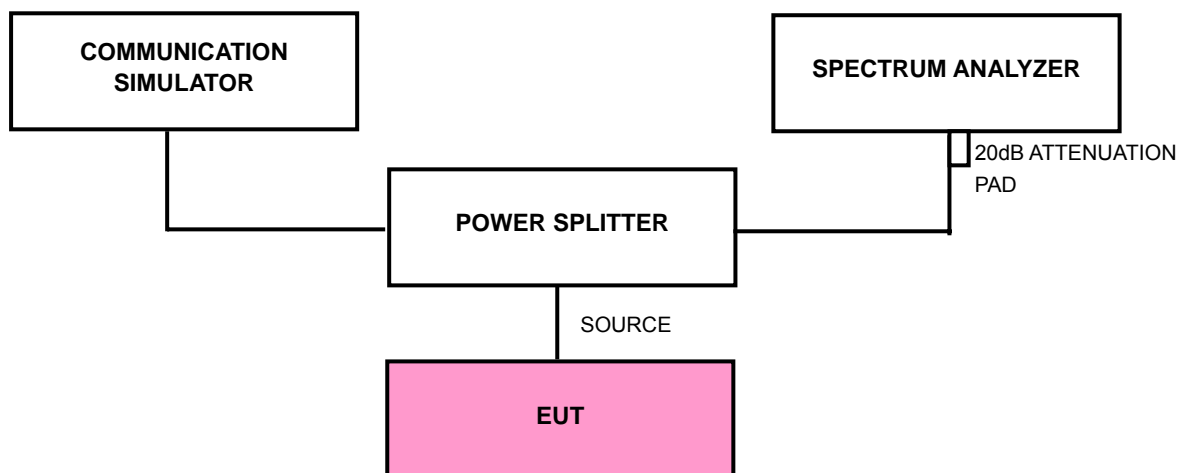 COMMUNICATION
SIMULATOR
SPECTRUM ANALYZER
20dB ATTENUATION
PAD
POWER SPLITTER
SOURCE
EUT